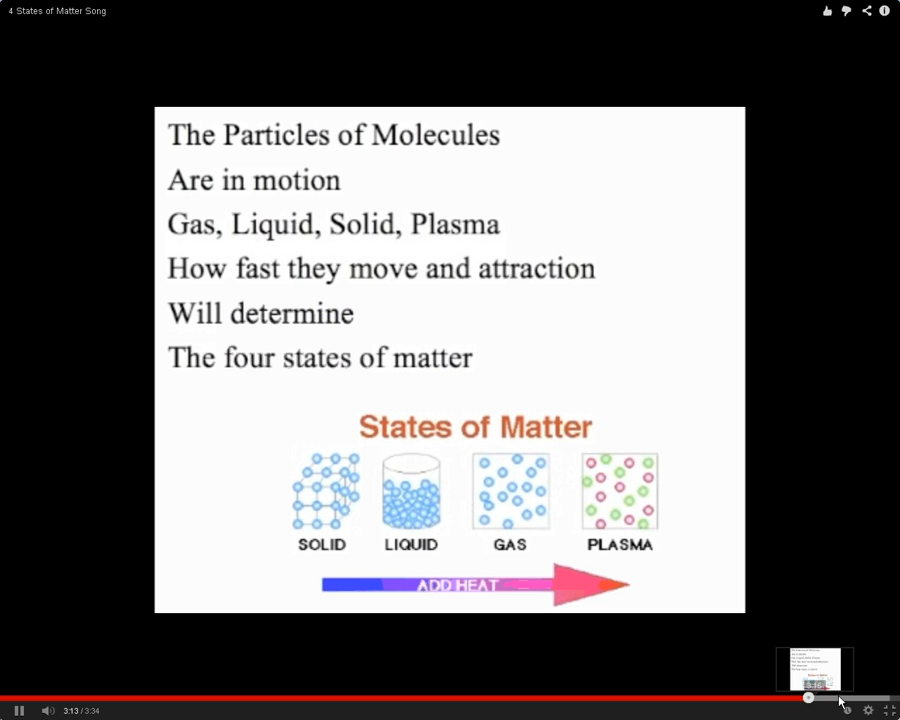 4 States of Matter Song
The Particles of Molecules
Are in motion
Gas, Liquid, Solid, Plasma
How fast they move and attraction
Will determine
The four states of matter
States of Matter
SOLID LIQUID GAS PLASMA
ADD HEAT
3:13 / 3:34